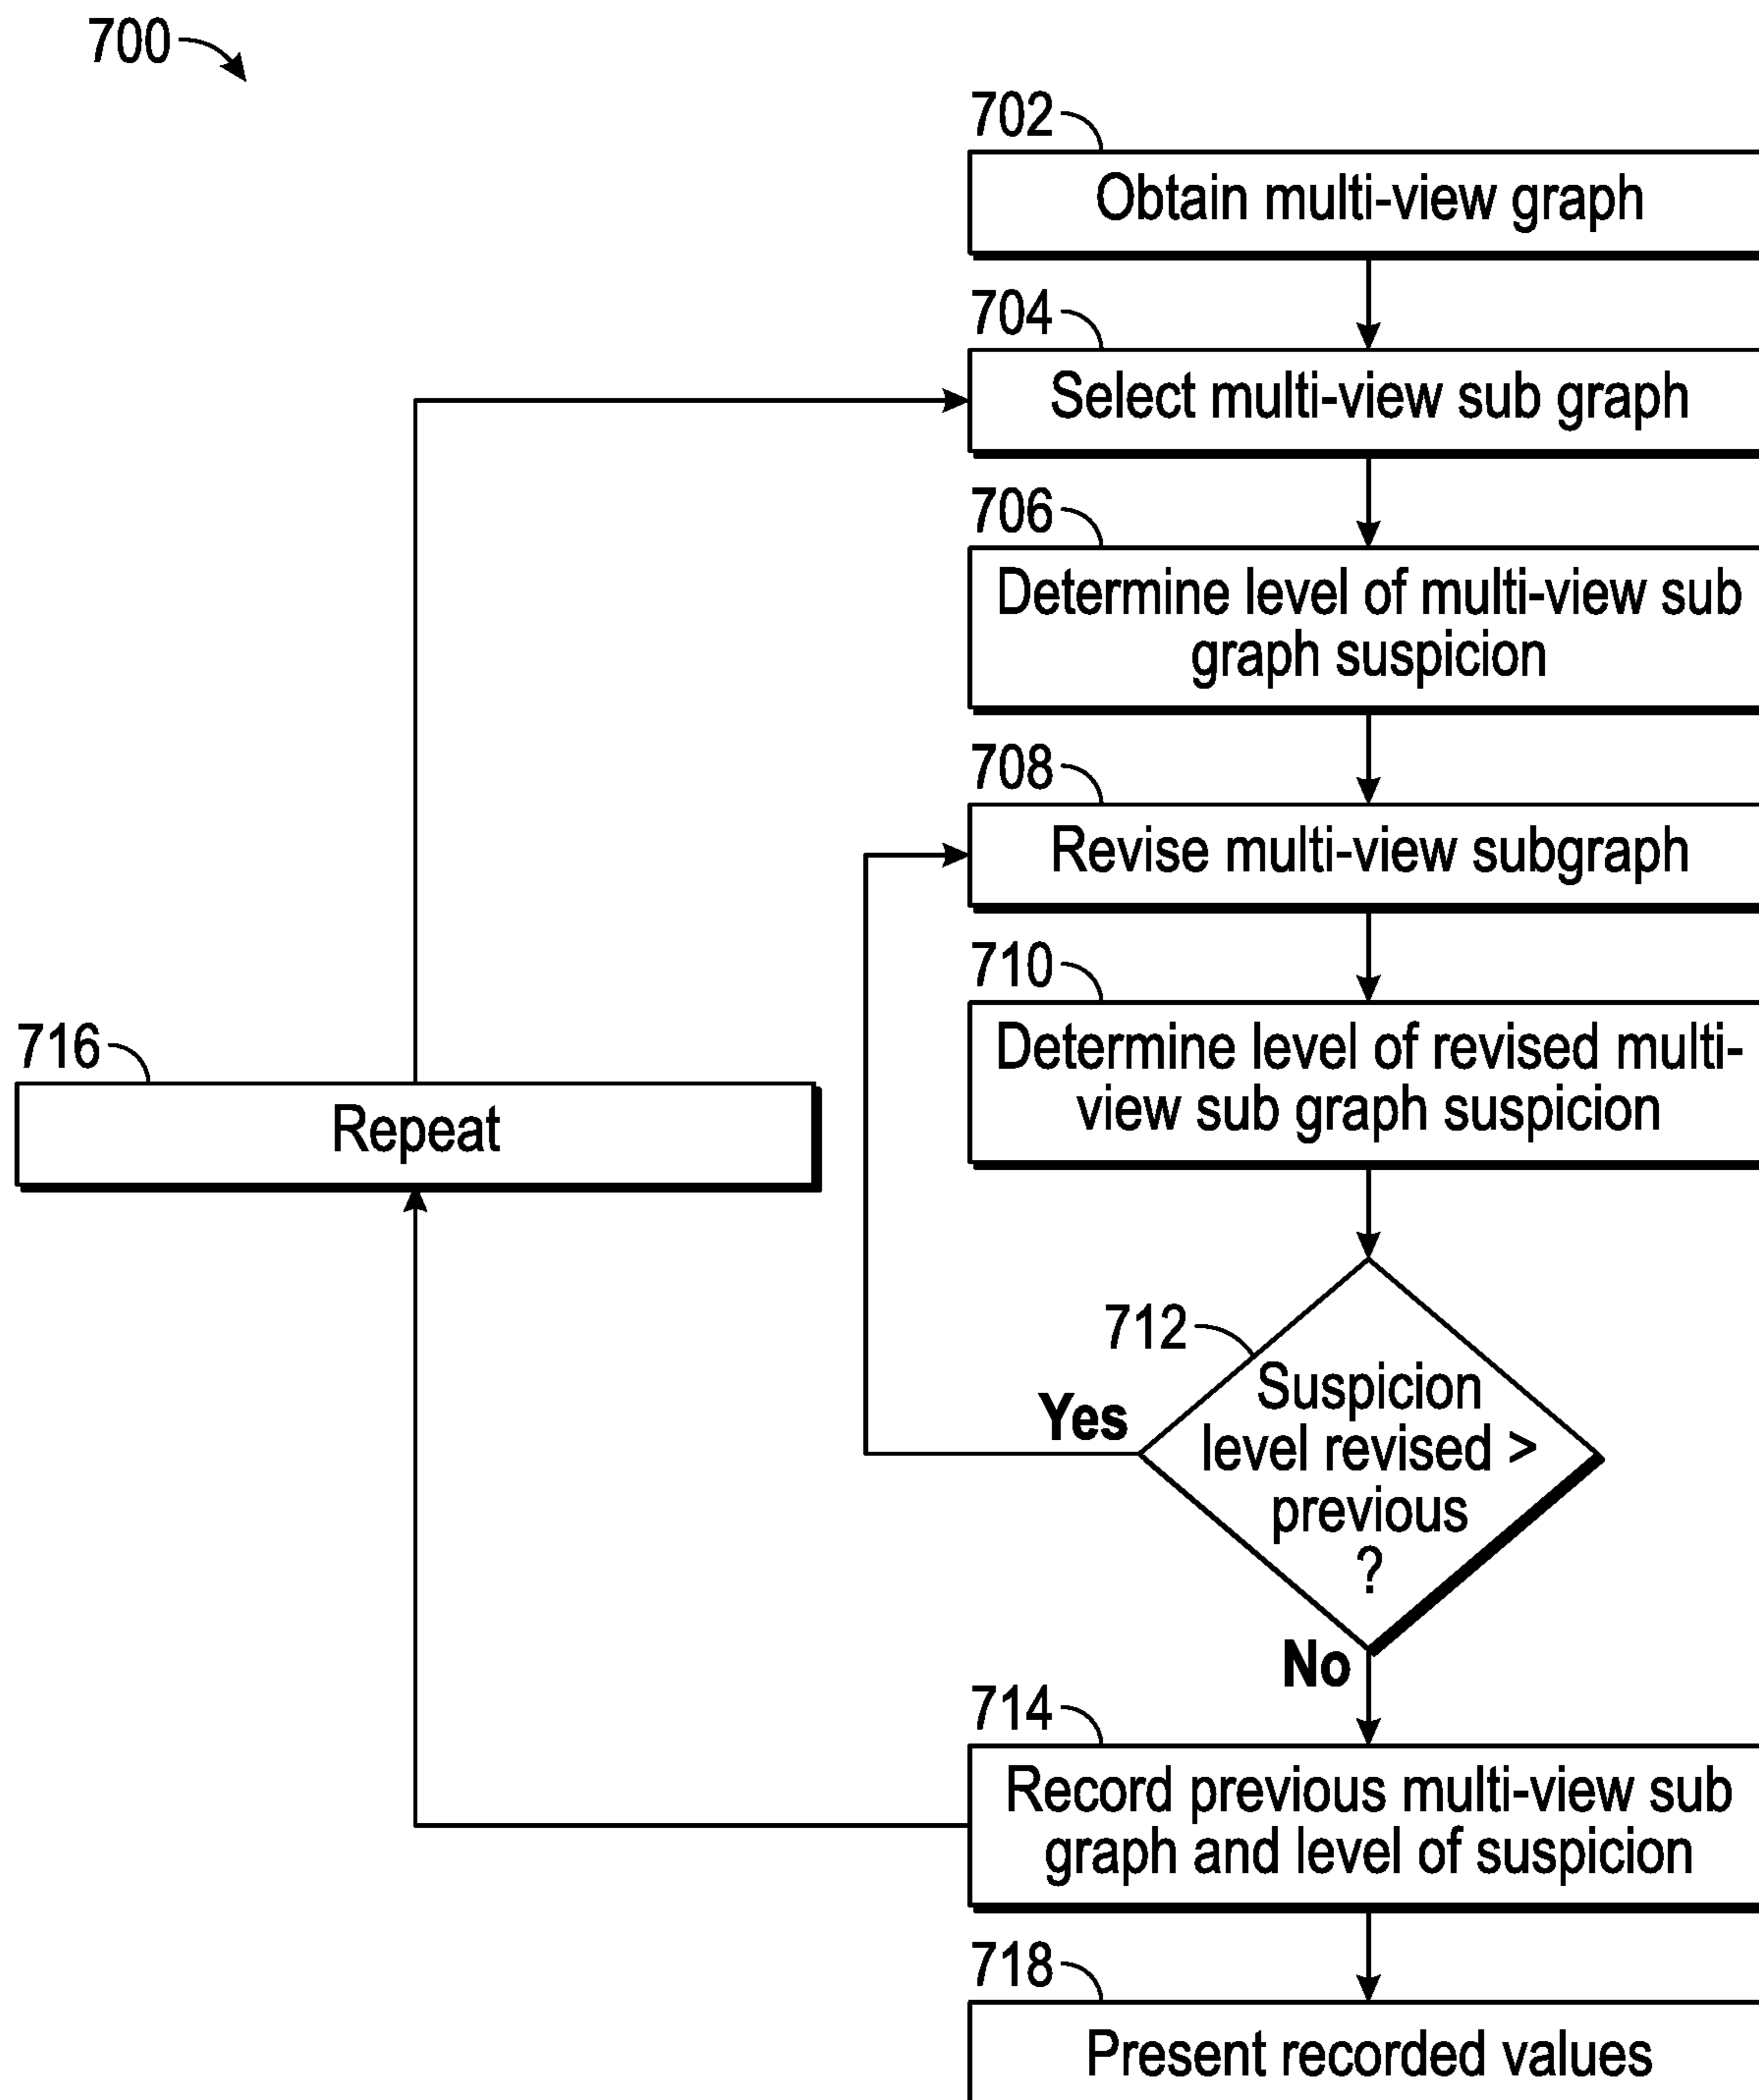 700
702
Obtain multi-view graph
704
Select multi-view sub graph
706
Determine level of multi-view sub
graph suspicion
708
Revise multi-view subgraph
710
Determine level of revised multi-
view sub graph suspicion
716
Repeat
712
Suspicion
level revised >
previous
?
Yes
No
714
Record previous multi-view sub
graph and level of suspicion
718
Present recorded values